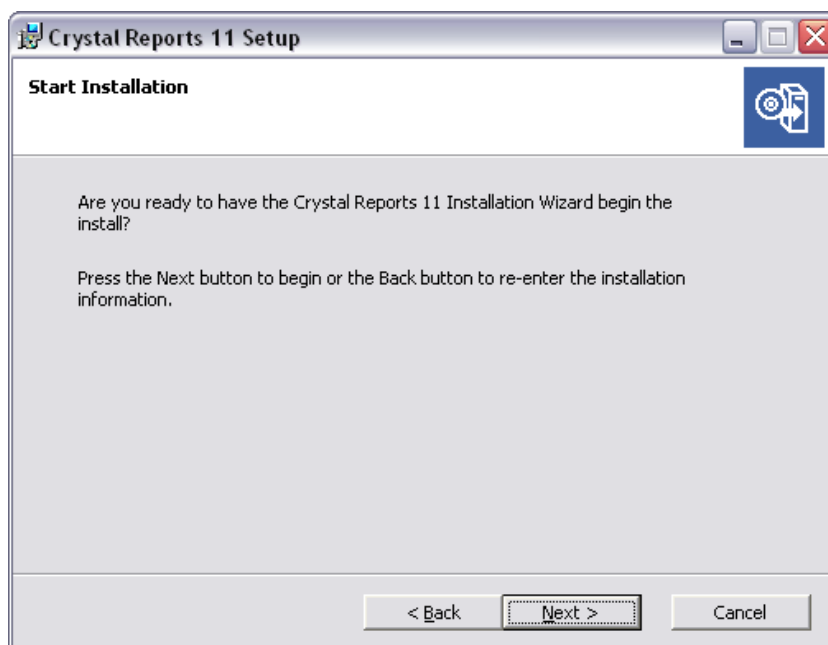 Crystal Reports 11 Setup
Start Installation
Are you ready to have the Crystal Reports 11 Installation Wizard begin the
install?
Press the Next button to begin or the Back button to re-enter the installation
information.
< Back
Next >
Cancel